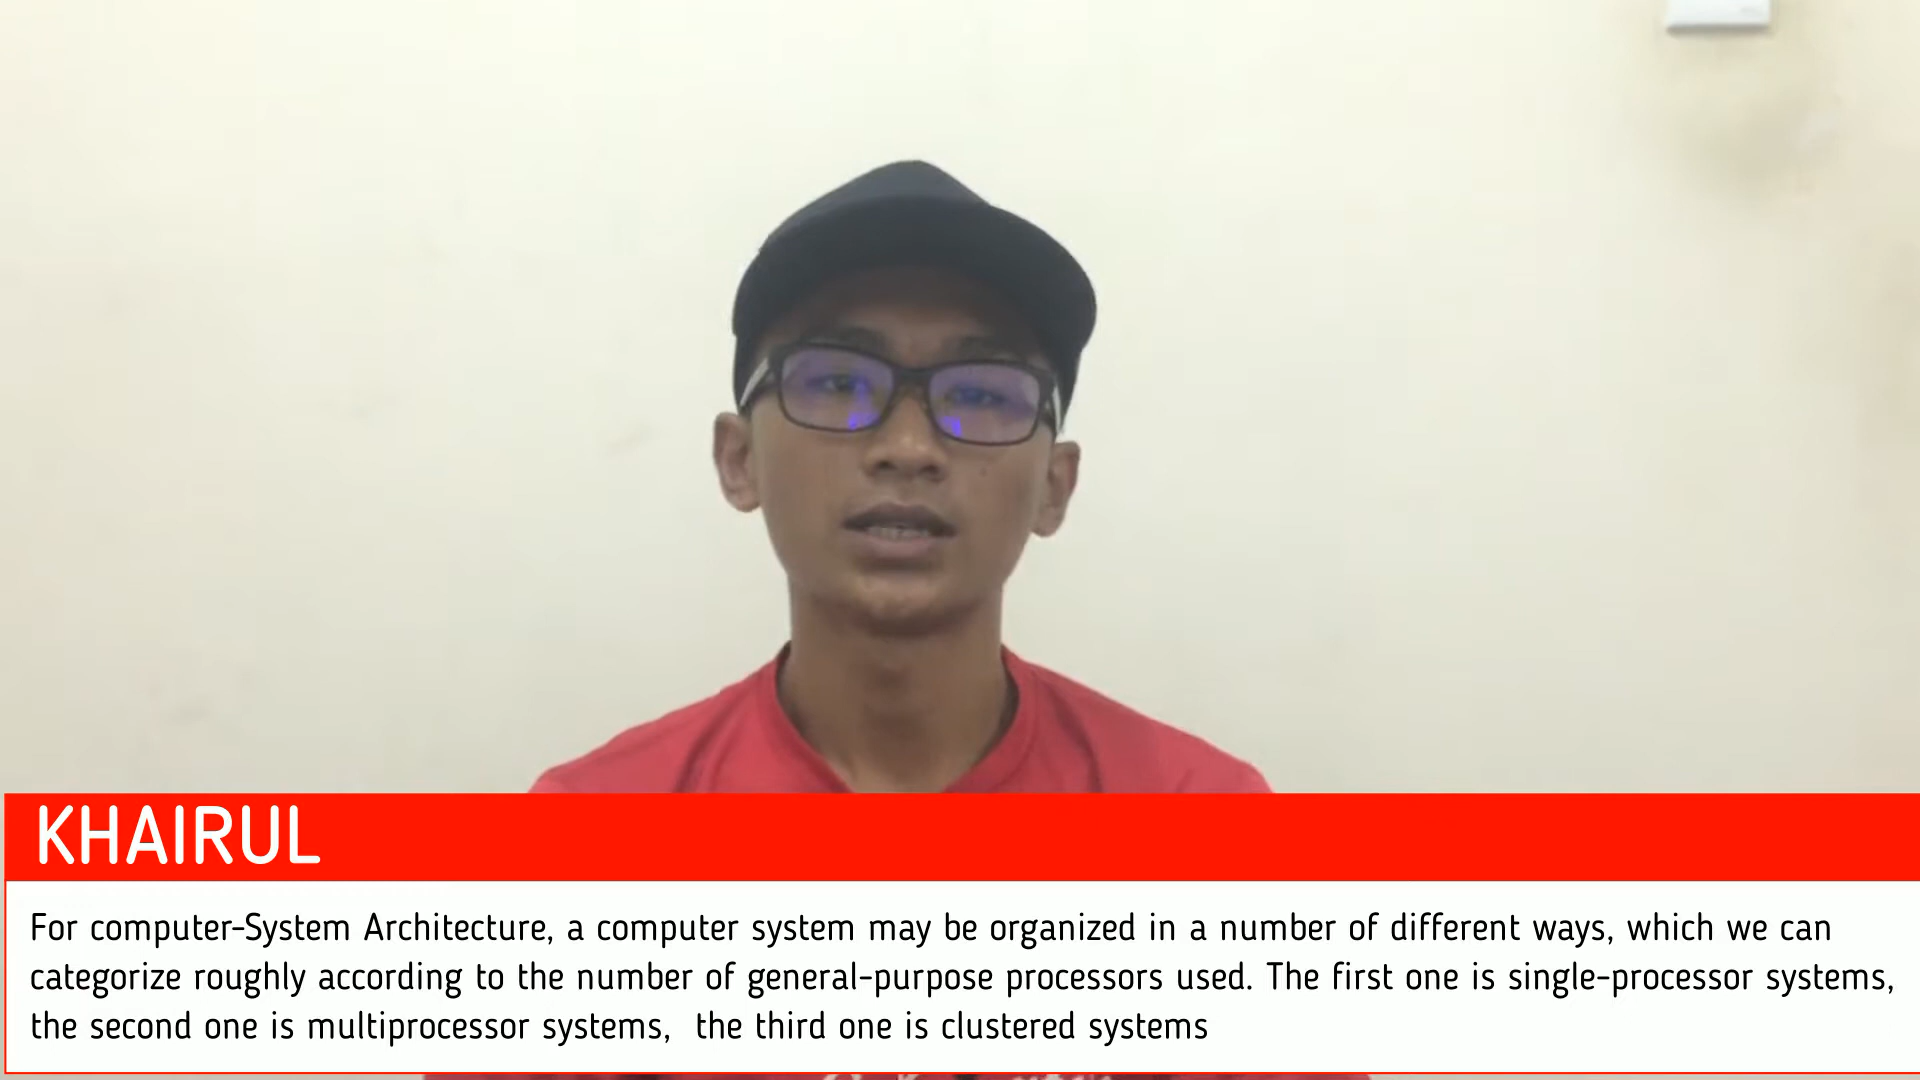 KHAIRUL
For computer-System Architecture, a computer system may be organized in a number of different ways, which we can
categorize roughly according to the number of general-purpose processors used. The first one is single-processor systems,
the second one is multiprocessor systems,  the third one is clustered systems